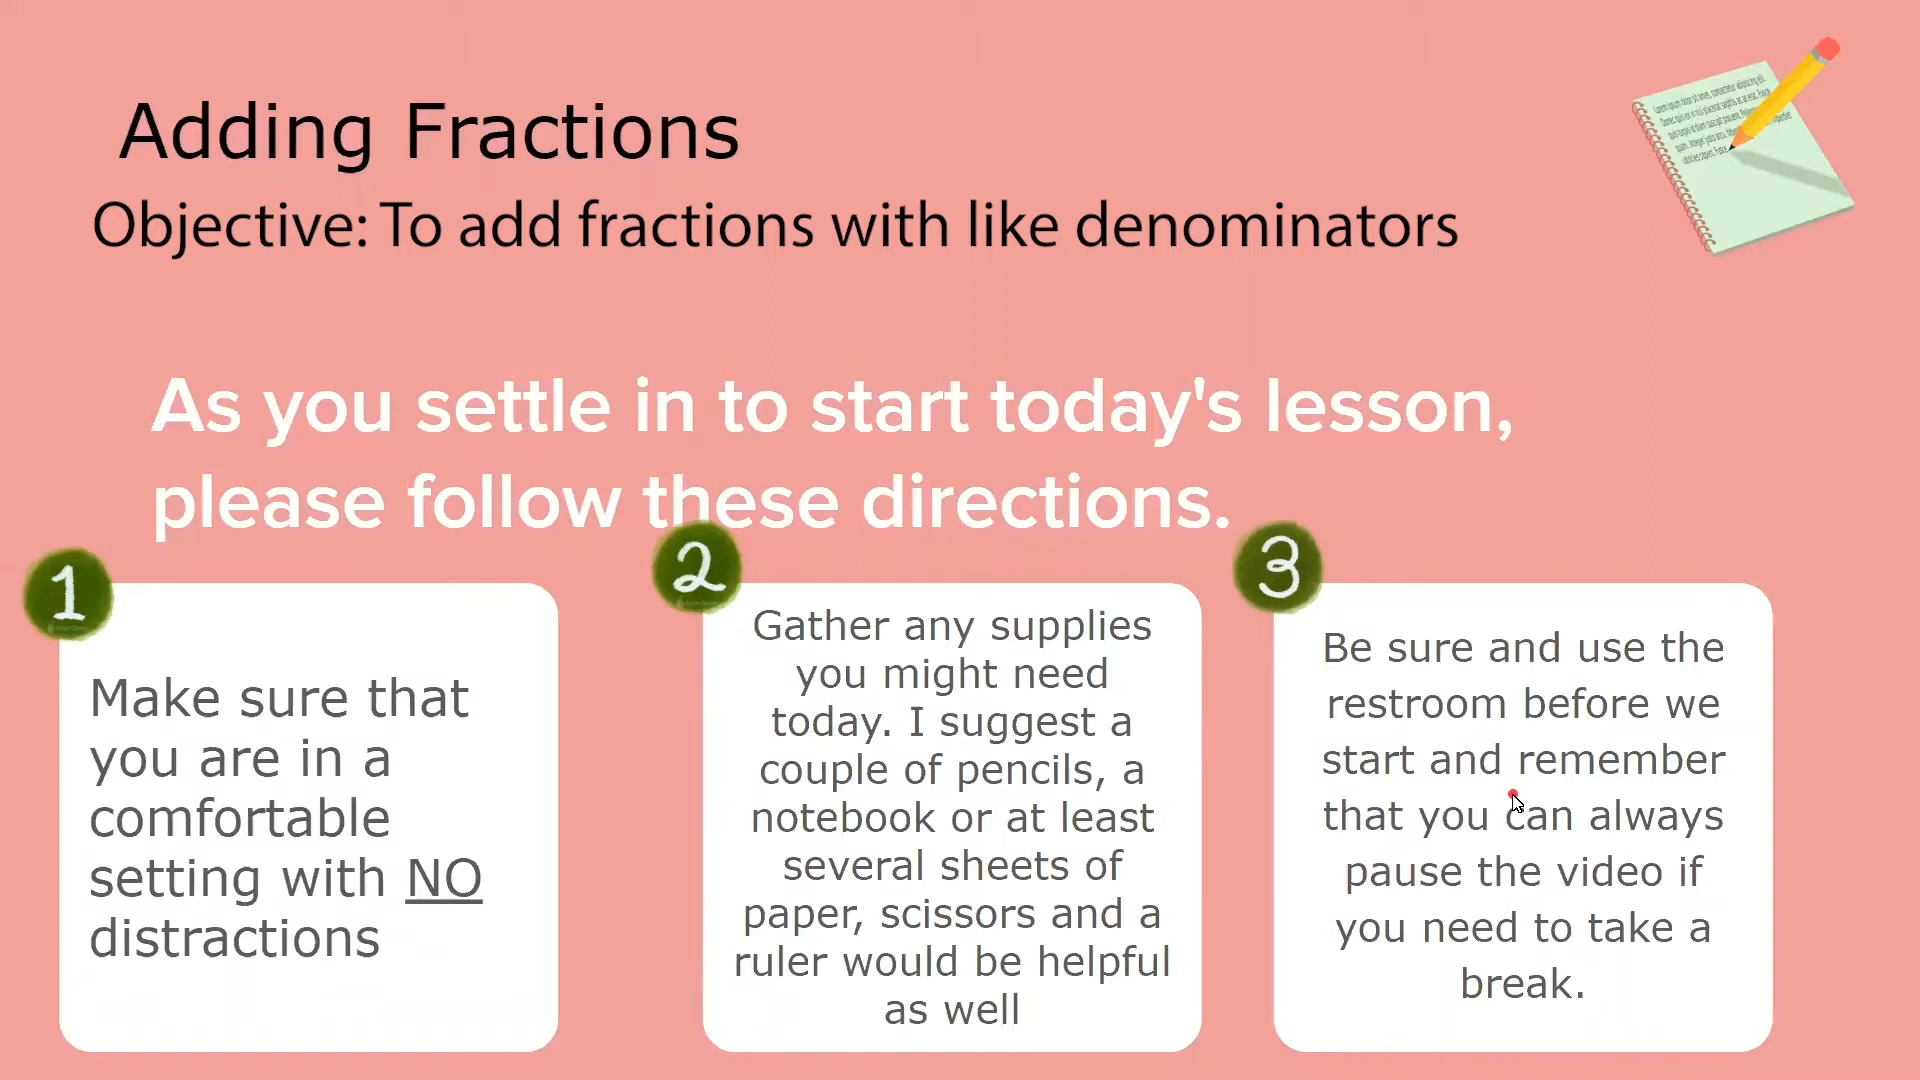 Adding Fractions
Objective: To add fractions with like denominators
As you settle in to start today's lesson,
please follow these directions.
1
Make sure that
you are in a
comfortable
setting with NO
distractions
2
Gather any supplies
you might need
today. I suggest a
couple of pencils, a
notebook or at least
several sheets of
paper, scissors and a
ruler would be helpful
as well
3
Be sure and use the
restroom before we
start and remember
that you can always
pause the video if
you need to take a
break.